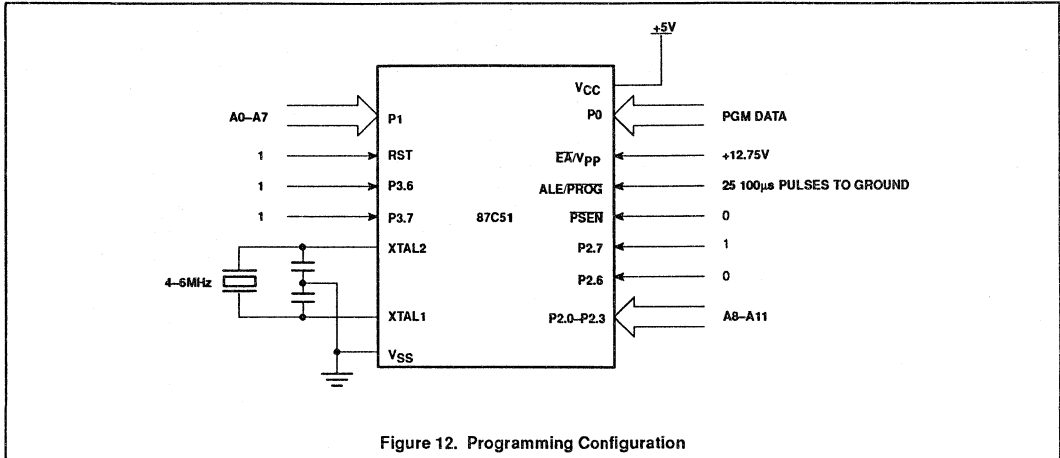 +5V
VCC
A0–A7
P1
P0
PGM DATA
1
RST
EA/VPP
+12.75V
1
P3.6
ALE/PROG
25 100μs PULSES TO GROUND
1
P3.7
87C51
PSEN
0
XTAL2
P2.7
1
4–6MHz
P2.6
0
XTAL1
P2.0–P2.3
A8–A11
VSS
Figure 12. Programming Configuration